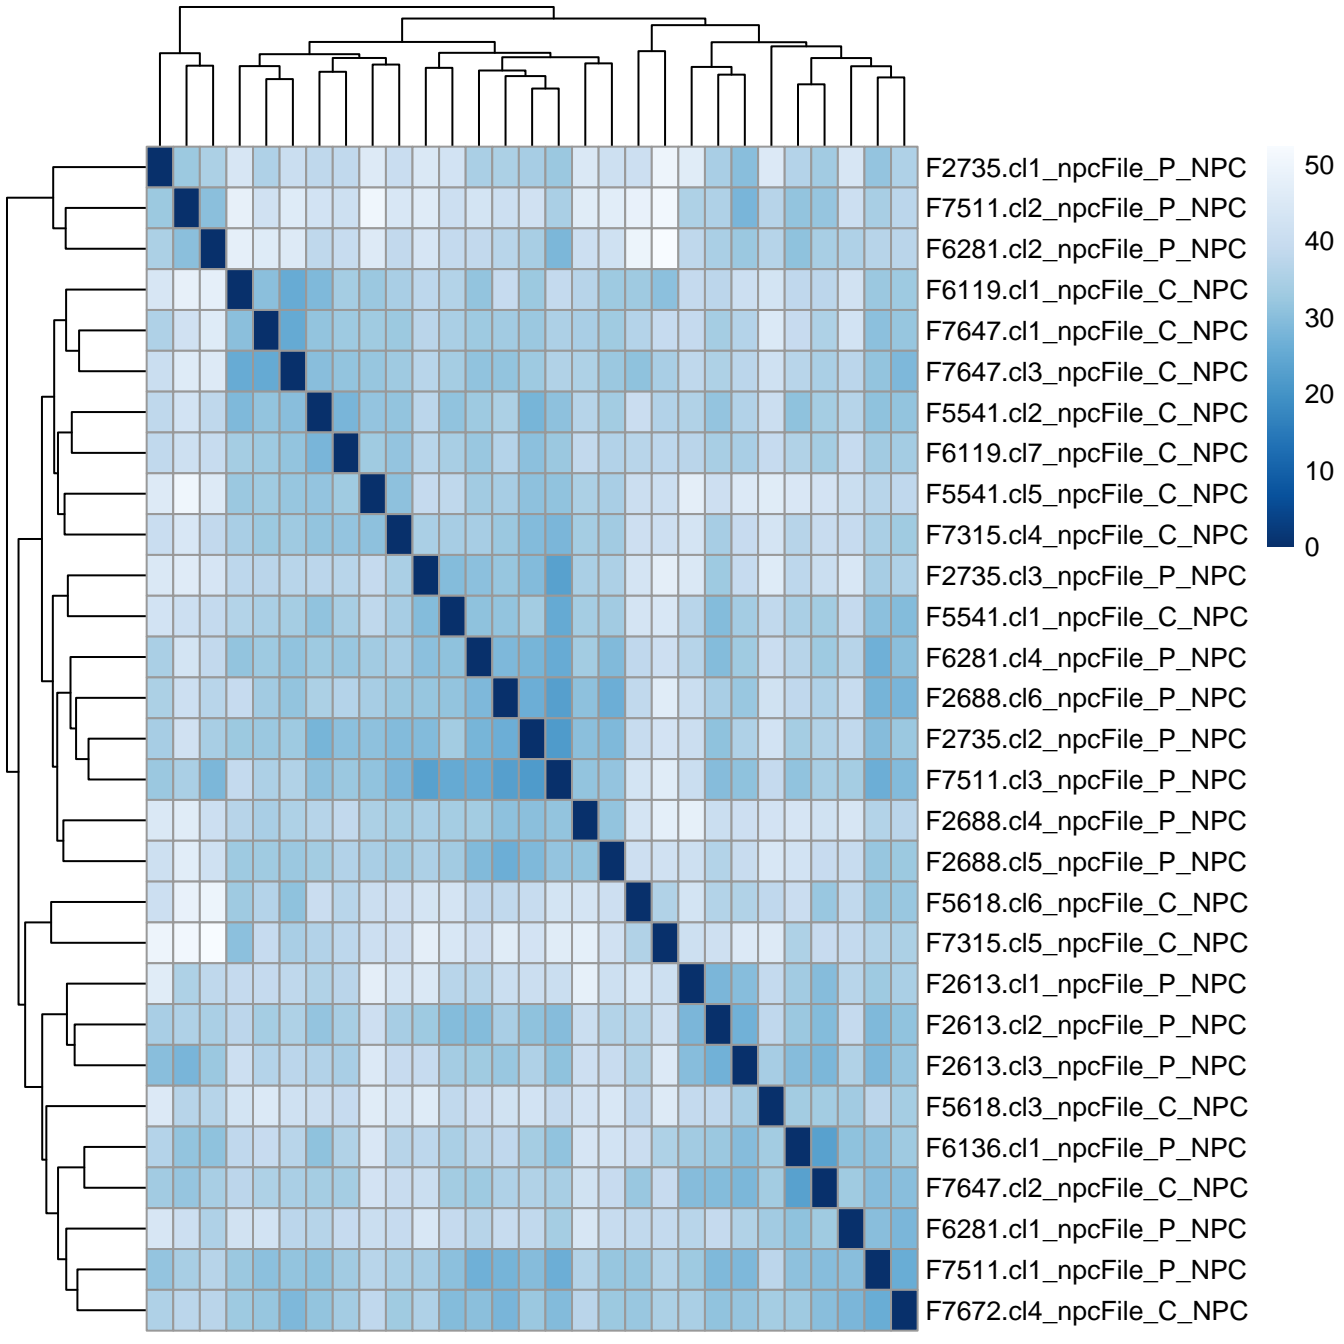 F2735.cl1_npcFile_P_NPC
F7511.cl2_npcFile_P_NPC
F6281.cl2_npcFile_P_NPC
F6119.cl1_npcFile_C_NPC
F7647.cl1_npcFile_C_NPC
F7647.cl3_npcFile_C_NPC
F5541.cl2_npcFile_C_NPC
F6119.cl7_npcFile_C_NPC
F5541.cl5_npcFile_C_NPC
F7315.cl4_npcFile_C_NPC
F2735.cl3_npcFile_P_NPC
F5541.cl1_npcFile_C_NPC
F6281.cl4_npcFile_P_NPC
F2688.cl6_npcFile_P_NPC
F2735.cl2_npcFile_P_NPC
F7511.cl3_npcFile_P_NPC
F2688.cl4_npcFile_P_NPC
F2688.cl5_npcFile_P_NPC
F5618.cl6_npcFile_C_NPC
F7315.cl5_npcFile_C_NPC
F2613.cl1_npcFile_P_NPC
F2613.cl2_npcFile_P_NPC
F2613.cl3_npcFile_P_NPC
F5618.cl3_npcFile_C_NPC
F6136.cl1_npcFile_P_NPC
F7647.cl2_npcFile_C_NPC
F6281.cl1_npcFile_P_NPC
F7511.cl1_npcFile_P_NPC
F7672.cl4_npcFile_C_NPC
50
40
30
20
10
0